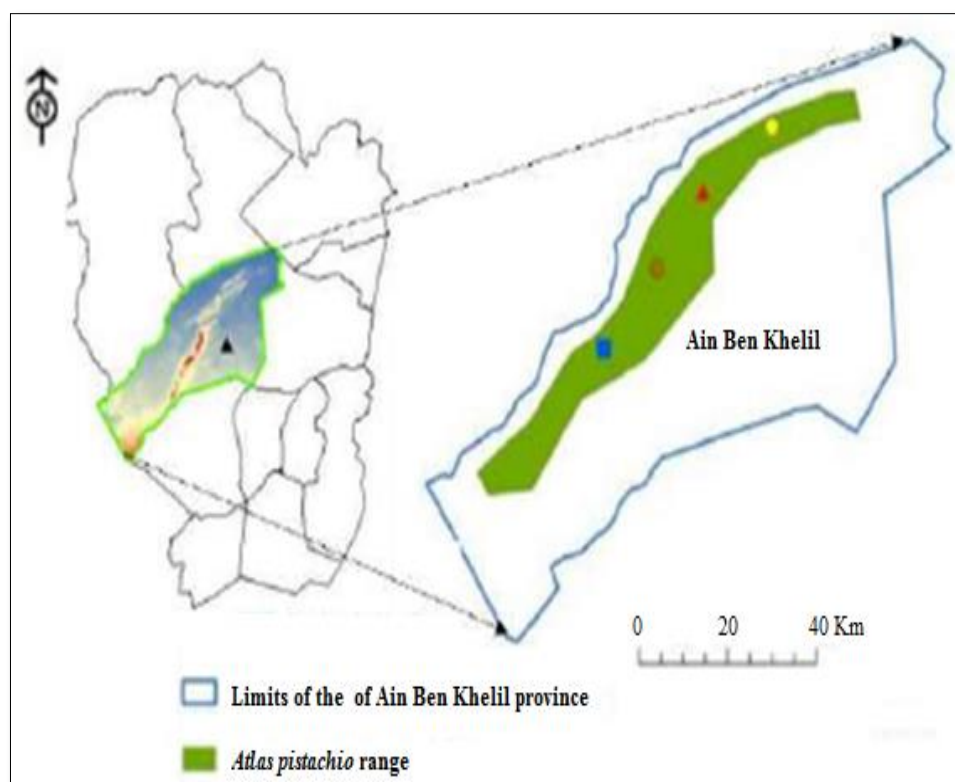 N
Ain Ben Khelil
0 20 40 Km
Limits of the of Ain Ben Khelil province
Atlas pistachio range